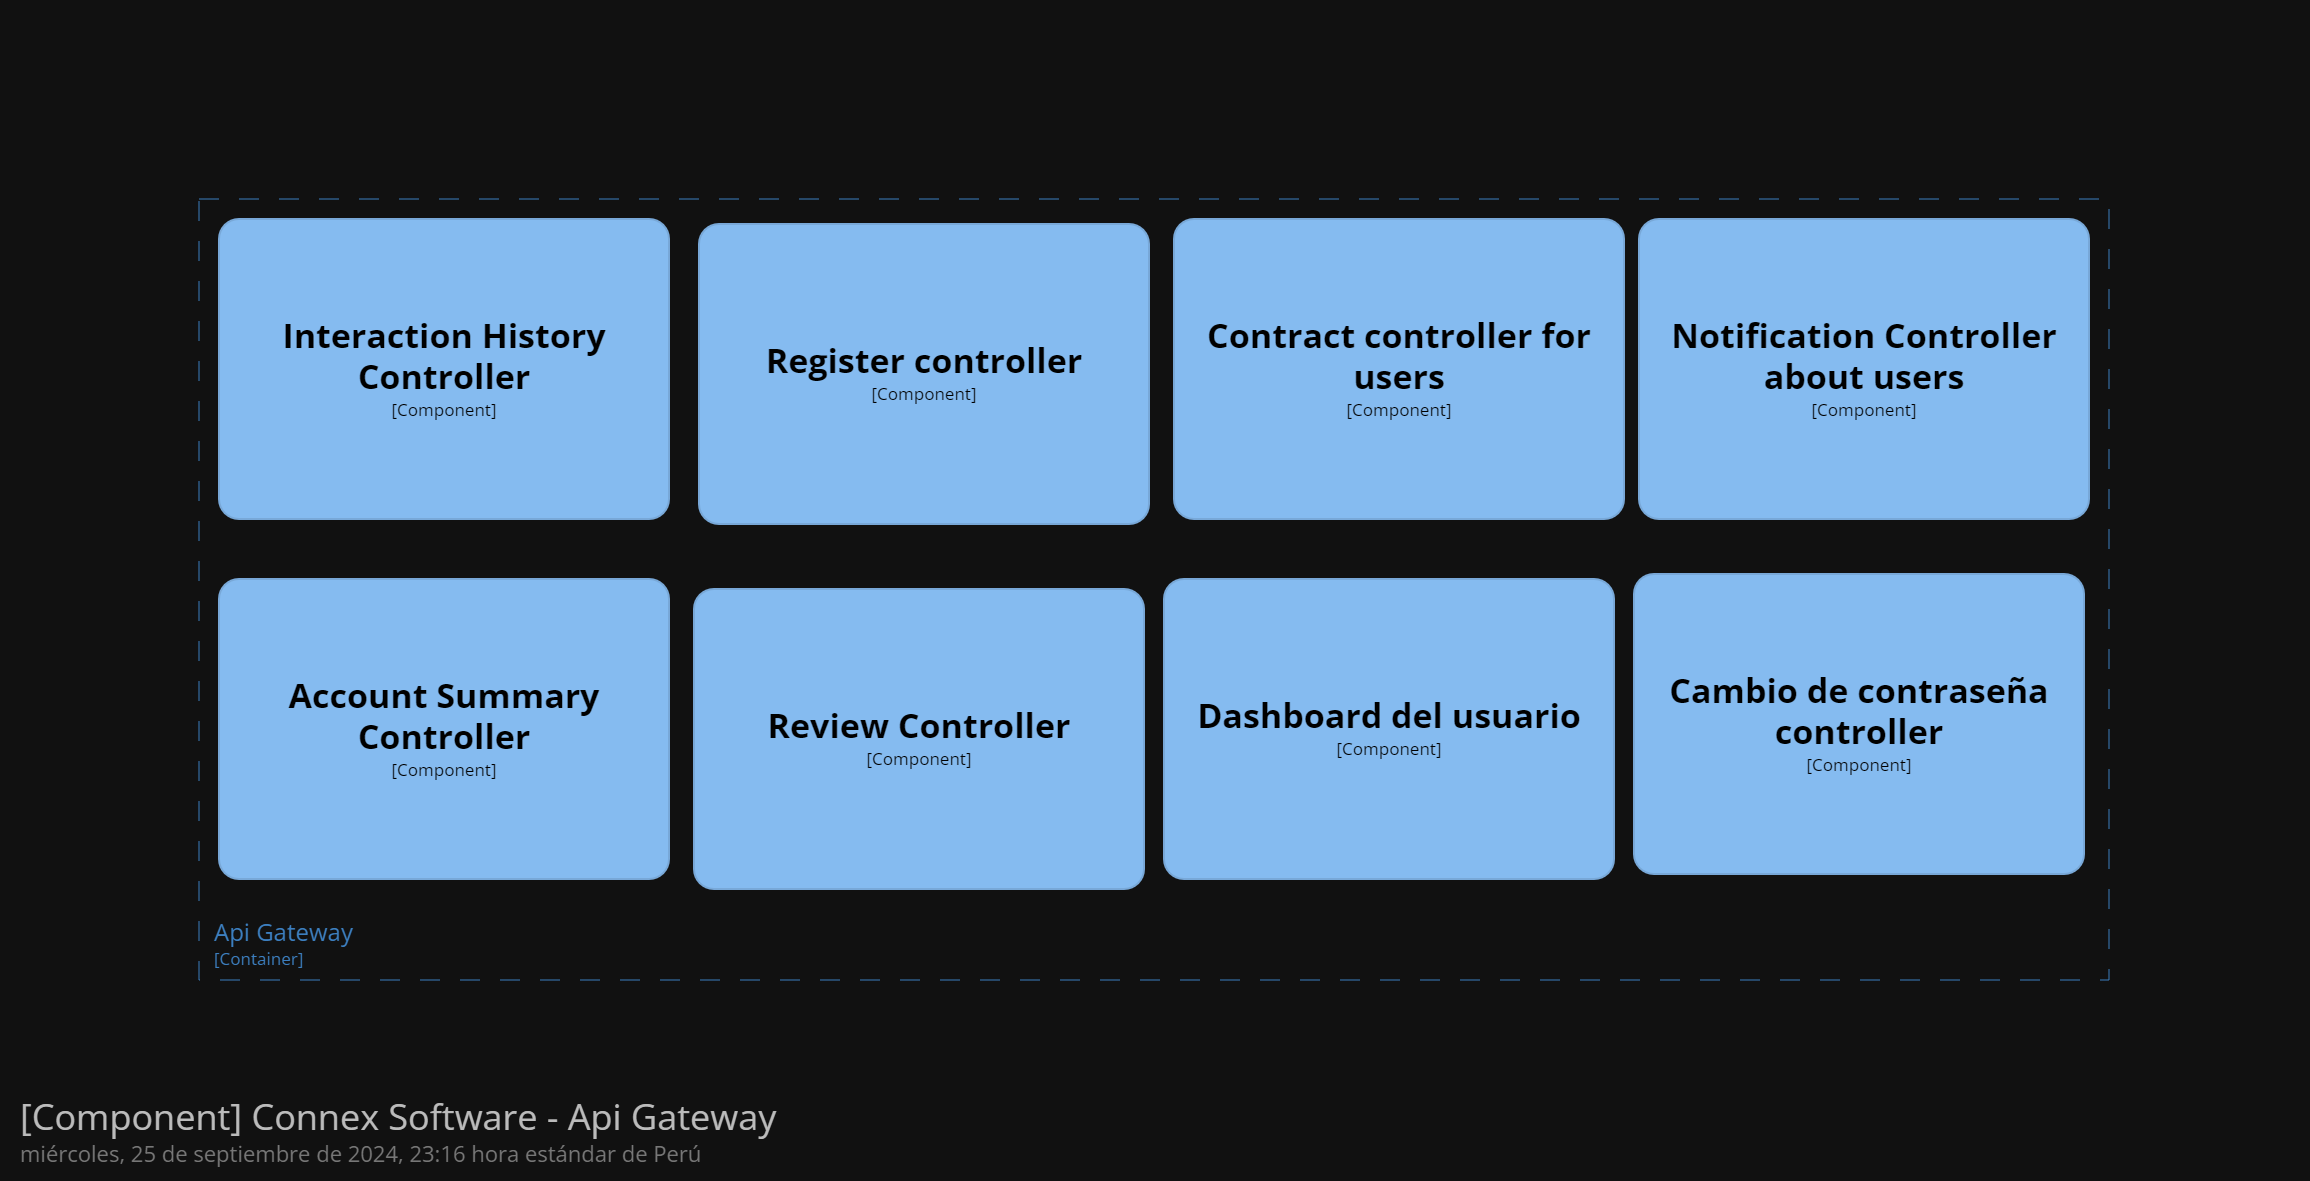 Interaction History
Controller
[Component]
Register controller
[Component]
Contract controller for
users
[Component]
Notification Controller
about users
[Component]
Account Summary
Controller
[Component]
Review Controller
[Component]
Dashboard del usuario
[Component]
Cambio de contraseña
controller
[Component]
Api Gateway
[Container]
[Component] Connex Software - Api Gateway
miércoles, 25 de septiembre de 2024, 23:16 hora estándar de Perú